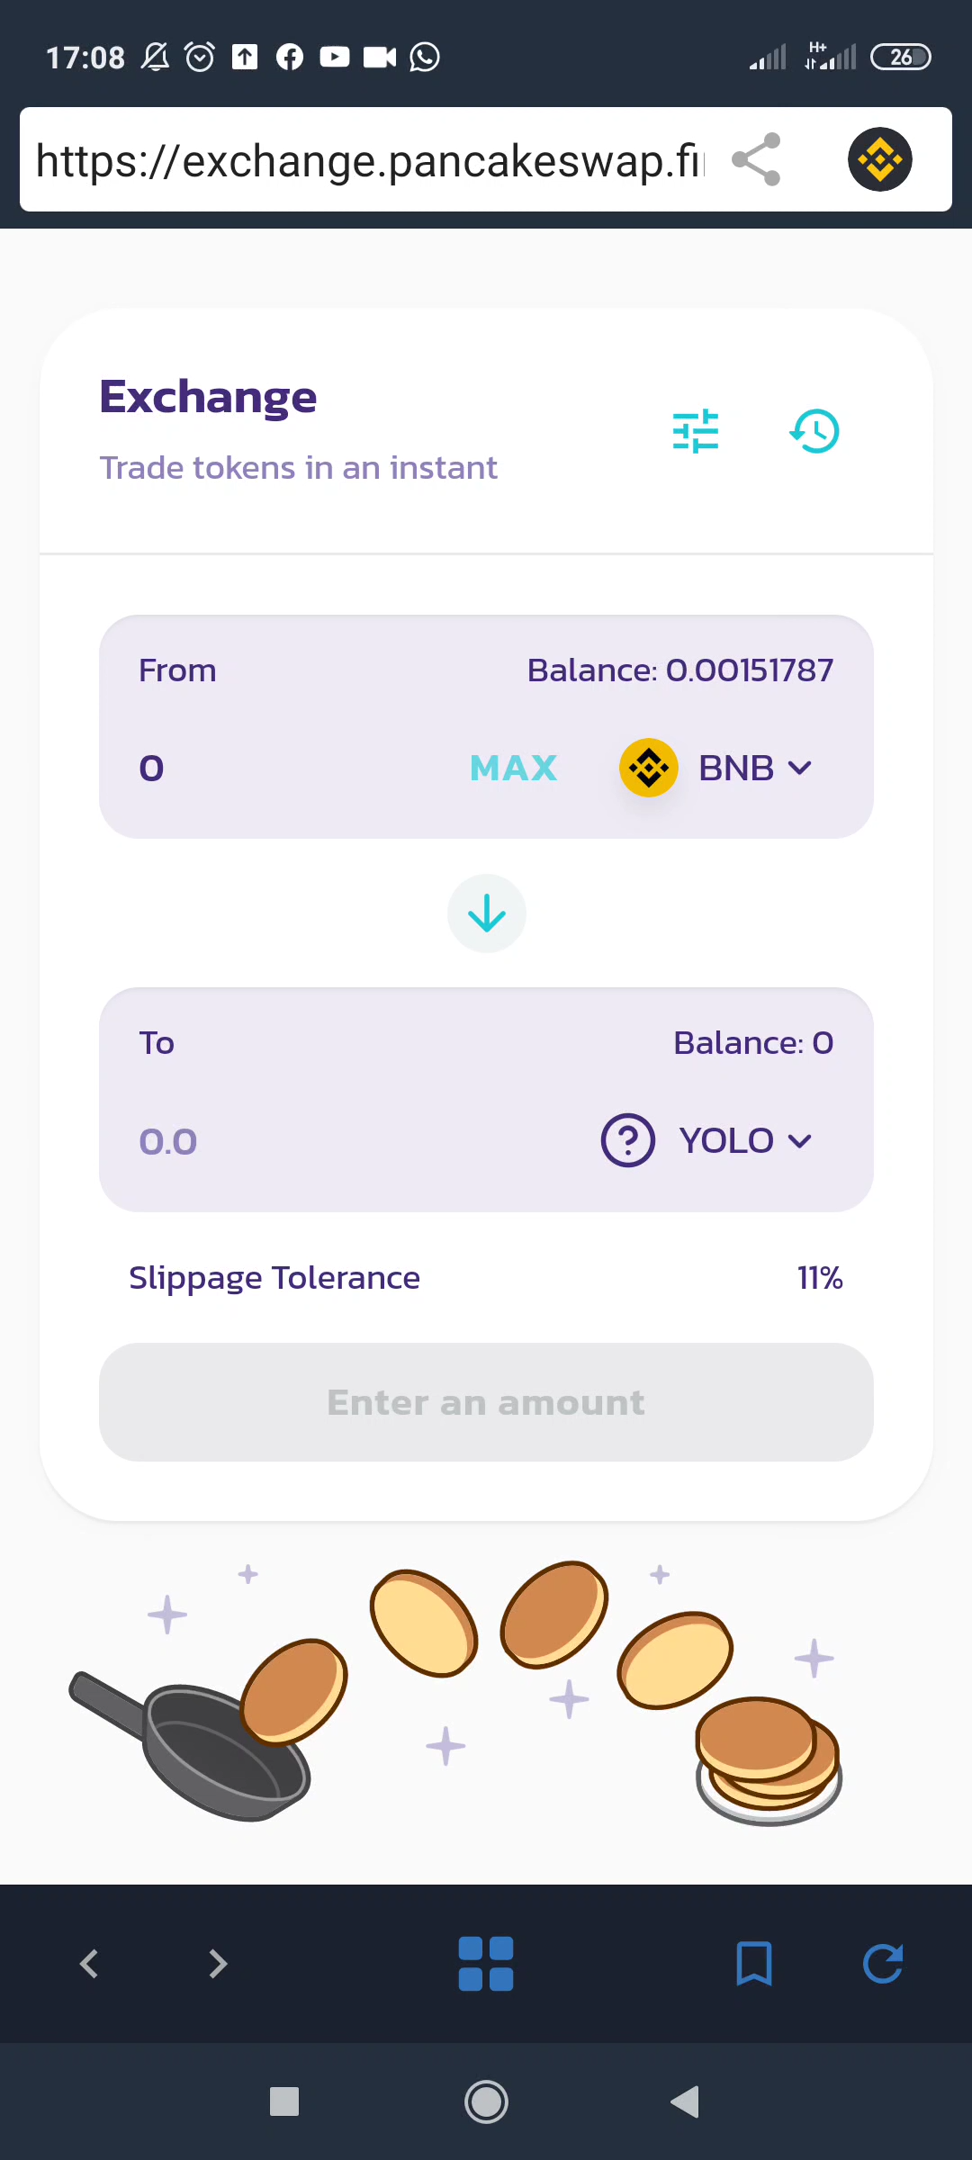 17:08
H+
26
https://exchange.pancakeswap.fi
Exchange
Trade tokens in an instant
From
Balance: 0.00151787
0
MAX
BNB
To
Balance: 0
0.0
?
YOLO
Slippage Tolerance
11%
Enter an amount